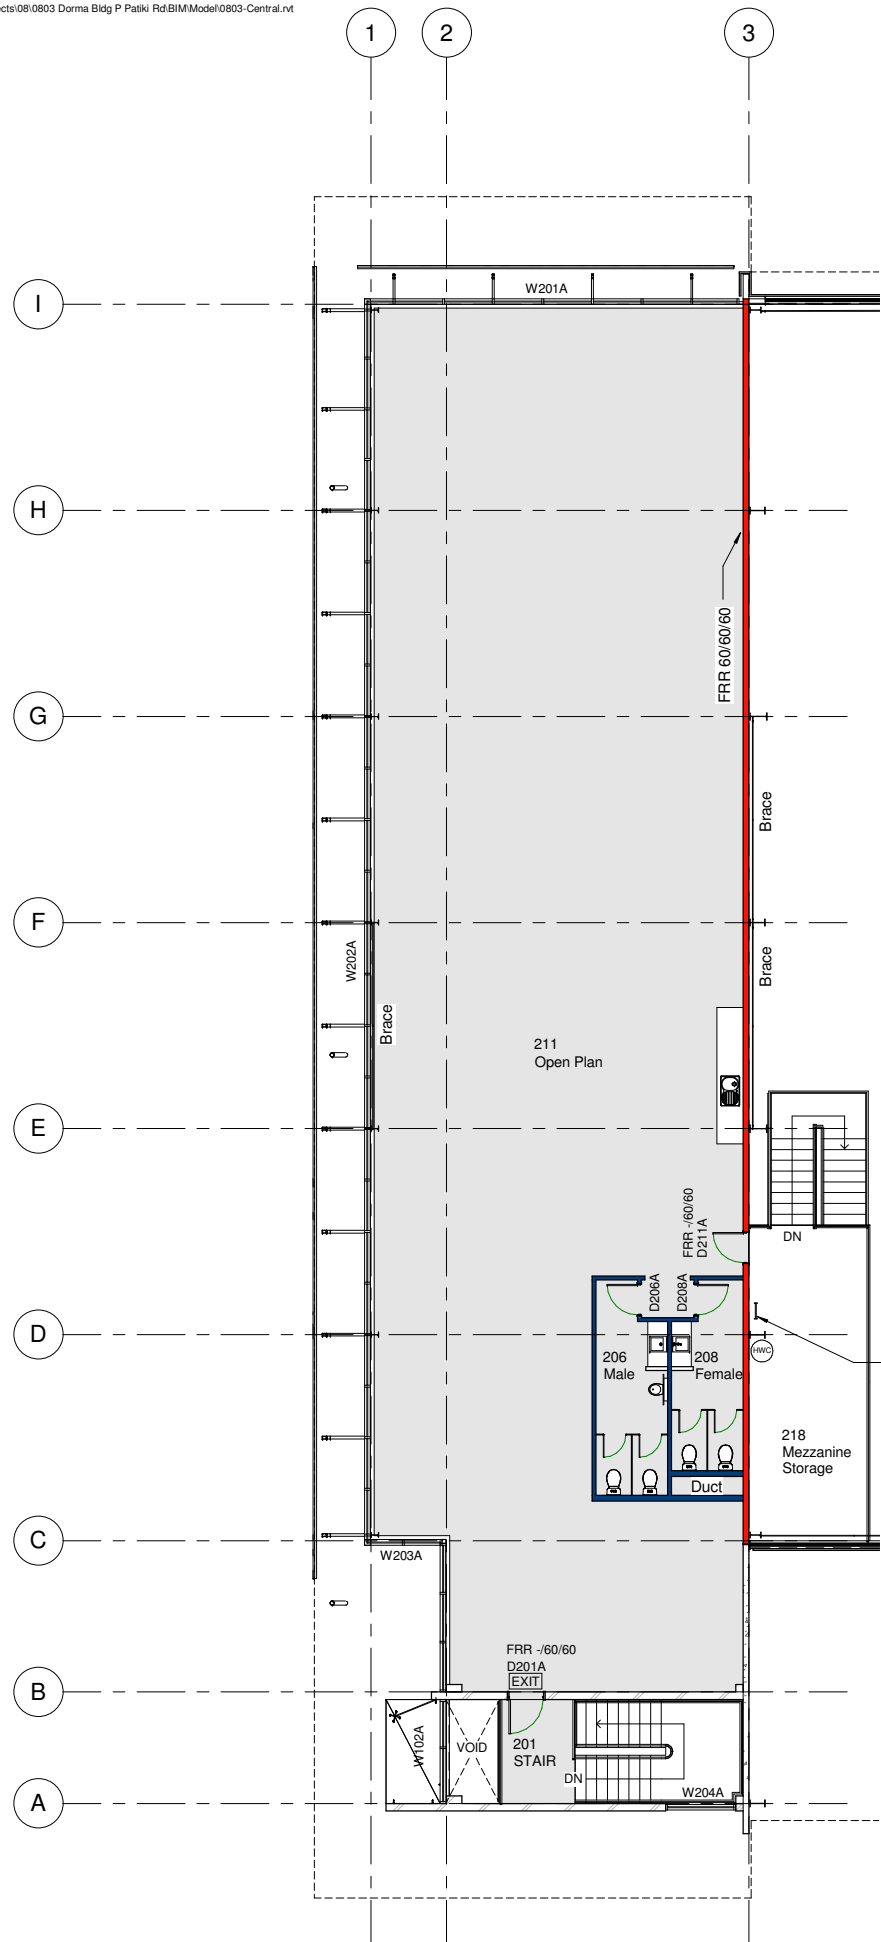 ects\08\0803 Dorma Bldg P Patiki Rd\BIM\Model\0803-Central.rvt
1
2
3
I
W201A
H
FRR 60/60/60
G
Brace
F
W202A
Brace
Brace
211
Open Plan
E
FRR -/60/60
D211A
DN
D206A
D208A
D
HWC
206
Male
208
Female
218
Mezzanine
Storage
Duct
C
W203A
FRR -/60/60
D201A
EXIT
B
W102A
VOID
201
STAIR
DN
W204A
A